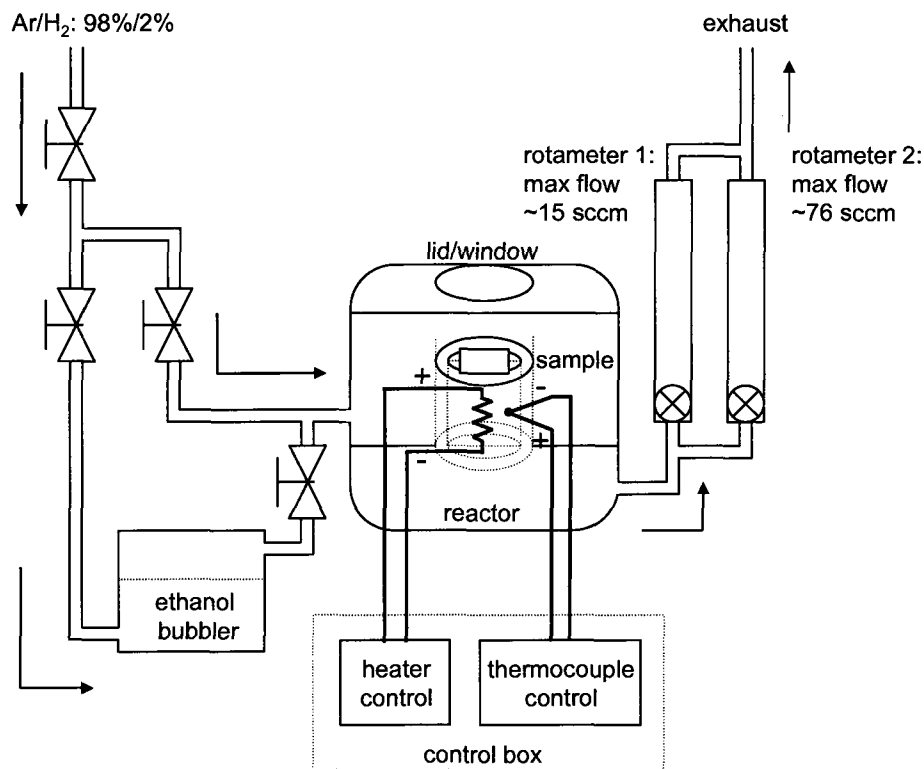 Ar/H₂: 98%/2%
exhaust
rotameter 1:
max flow
~15 sccm
rotameter 2:
max flow
~76 sccm
lid/window
sample
+
-
+
-
reactor
ethanol
bubbler
heater
control
thermocouple
control
control box